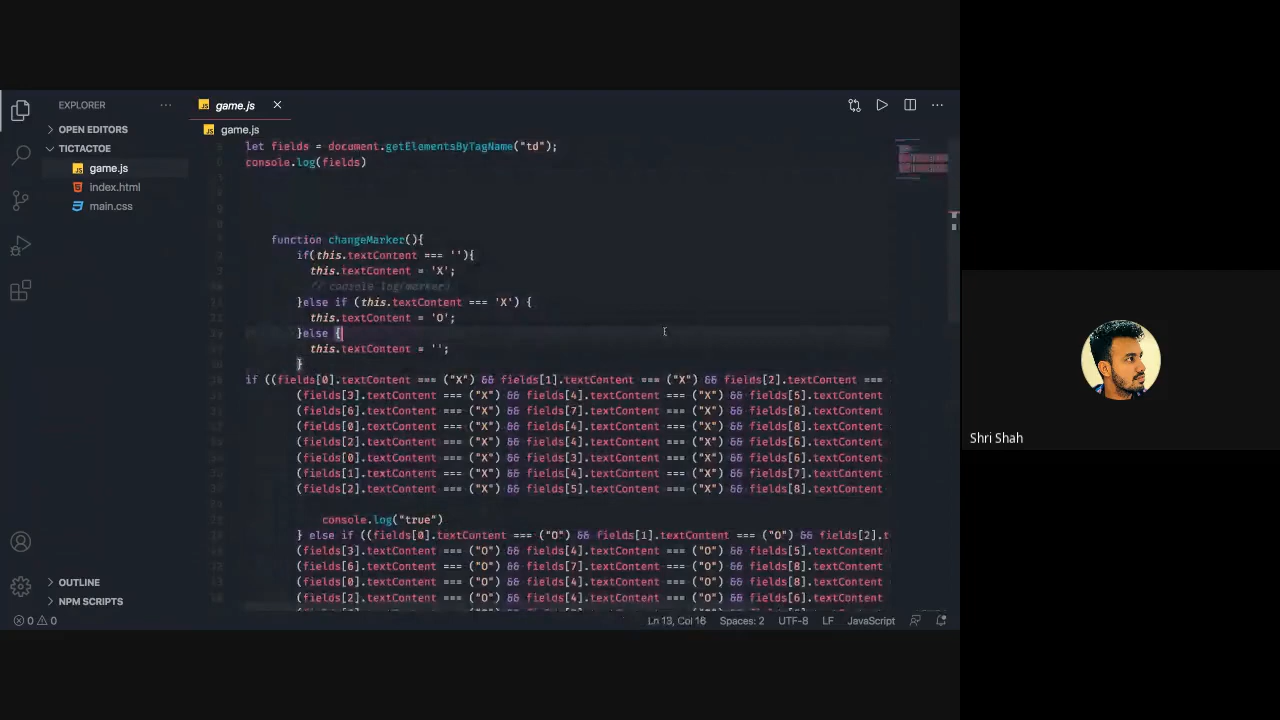 EXPLORER
OPEN EDITORS
TICTACTOE
game.js
index.html
main.css
OUTLINE
NPM SCRIPTS
game.js
game.js
let fields = document.getElementsByTagName("td");
console.log(fields)
function changeMarker(){
if(this.textContent === ''){
this.textContent = 'X';
// console log(marker)
}else if (this.textContent === 'X') {
this.textContent = 'O';
}else {
this.textContent = '';
}
if ((fields[0].textContent === ("X") && fields[1].textContent === ("X") && fields[2].textContent ===
(fields[3].textContent === ("X") && fields[4].textContent === ("X") && fields[5].textContent
(fields[6].textContent === ("X") && fields[7].textContent === ("X") && fields[8].textContent
(fields[0].textContent === ("X") && fields[4].textContent === ("X") && fields[8].textContent
(fields[2].textContent === ("X") && fields[4].textContent === ("X") && fields[6].textContent
(fields[0].textContent === ("X") && fields[3].textContent === ("X") && fields[6].textContent
(fields[1].textContent === ("X") && fields[4].textContent === ("X") && fields[7].textContent
(fields[2].textContent === ("X") && fields[5].textContent === ("X") && fields[8].textContent
console.log("true")
} else if ((fields[0].textContent === ("O") && fields[1].textContent === ("O") && fields[2].t
(fields[3].textContent === ("O") && fields[4].textContent === ("O") && fields[5].textContent
(fields[6].textContent === ("O") && fields[7].textContent === ("O") && fields[8].textContent
(fields[0].textContent === ("O") && fields[4].textContent === ("O") && fields[8].textContent
(fields[2].textContent === ("O") && fields[4].textContent === ("O") && fields[6].textContent
0 0 Ln 13, Col 16 Spaces: 2 UTF-8 LF JavaScript
Shri Shah